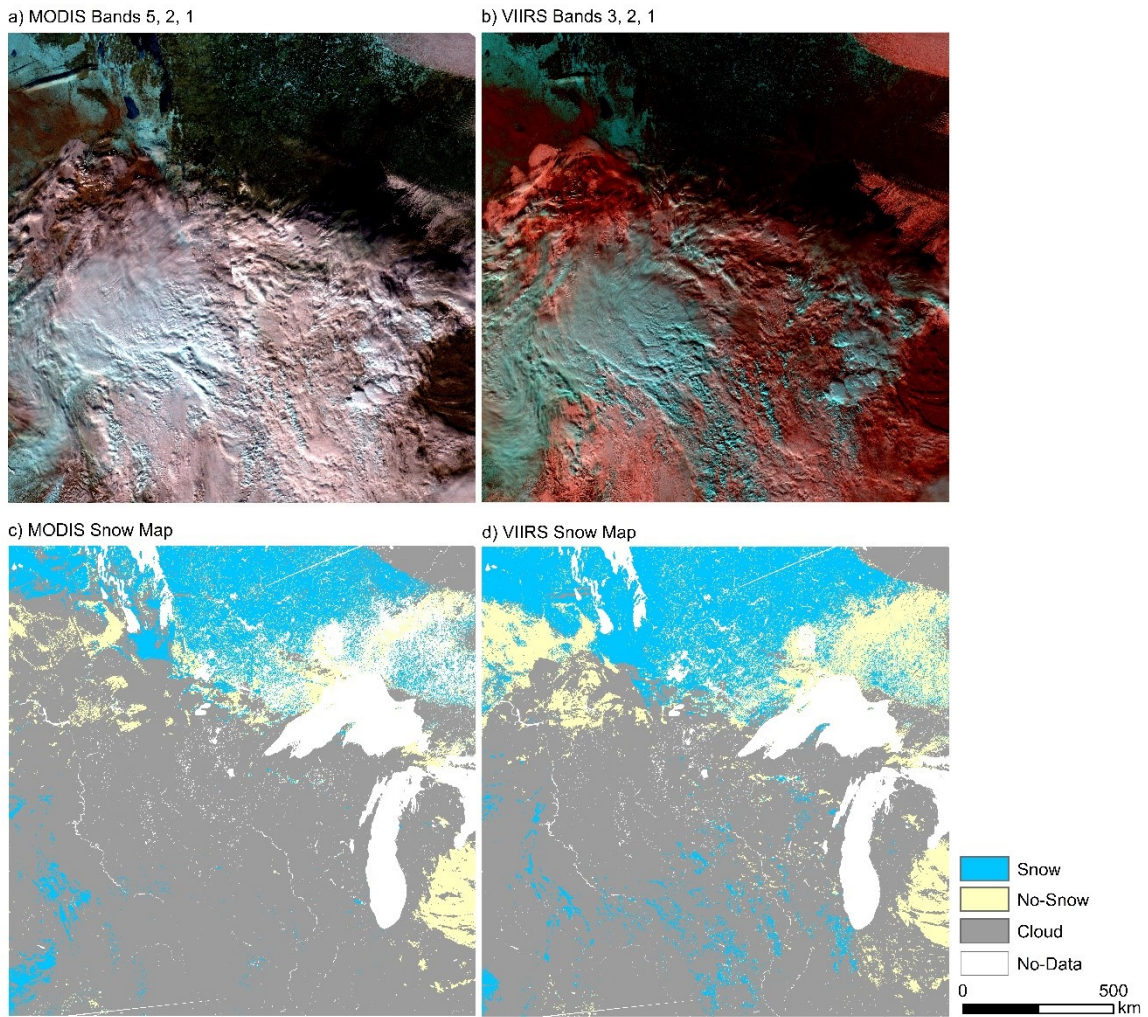 a) MODIS Bands 5, 2, 1
b) VIIRS Bands 3, 2, 1
c) MODIS Snow Map
d) VIIRS Snow Map
Snow
No-Snow
Cloud
No-Data
0 500
km